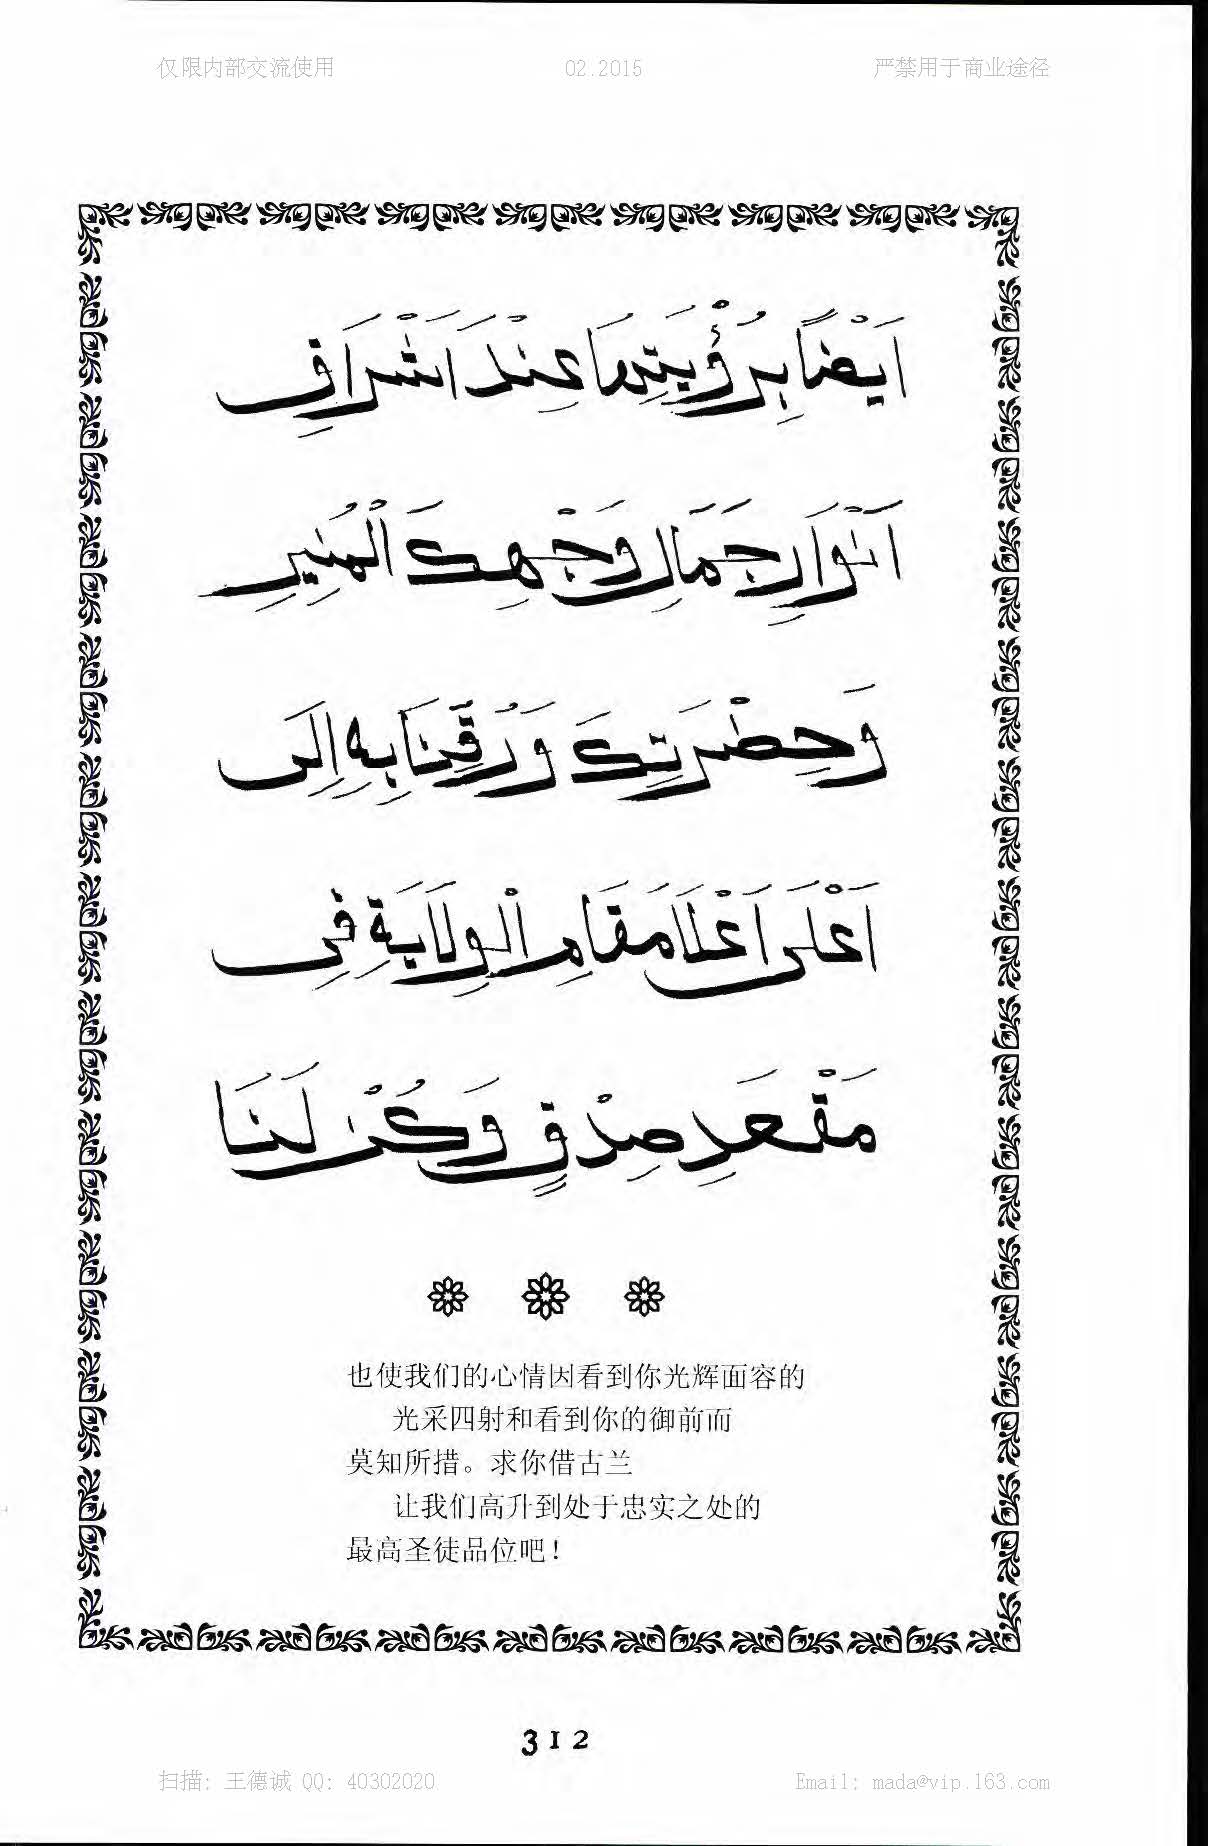 仅限内部交流使用 02.2015 严禁用于商业途径
اَيْضًا بِرُؤْيَتِهَا عِنْدَ اَشْرَافِ
اَنْوَارِ جَمَالِ وَجْهِكَ الْمُنِيرِ
وَحِضْرَتِكَ وَرُقِّنَا بِهِ اِلَى
اَعْلَى اَعْلَا مَقَامِ الْوِلَايَةِ فِى
مَقْعَدِ صِدْقٍ وَكُنْ لَنَا
也使我们的心情因看到你光辉面容的
光采四射和看到你的御前而
莫知所措。求你借古兰
让我们高升到处于忠实之处的
最高圣徒品位吧!
312
扫描: 王德诚 QQ: 40302020 Email: mada@vip.163.com